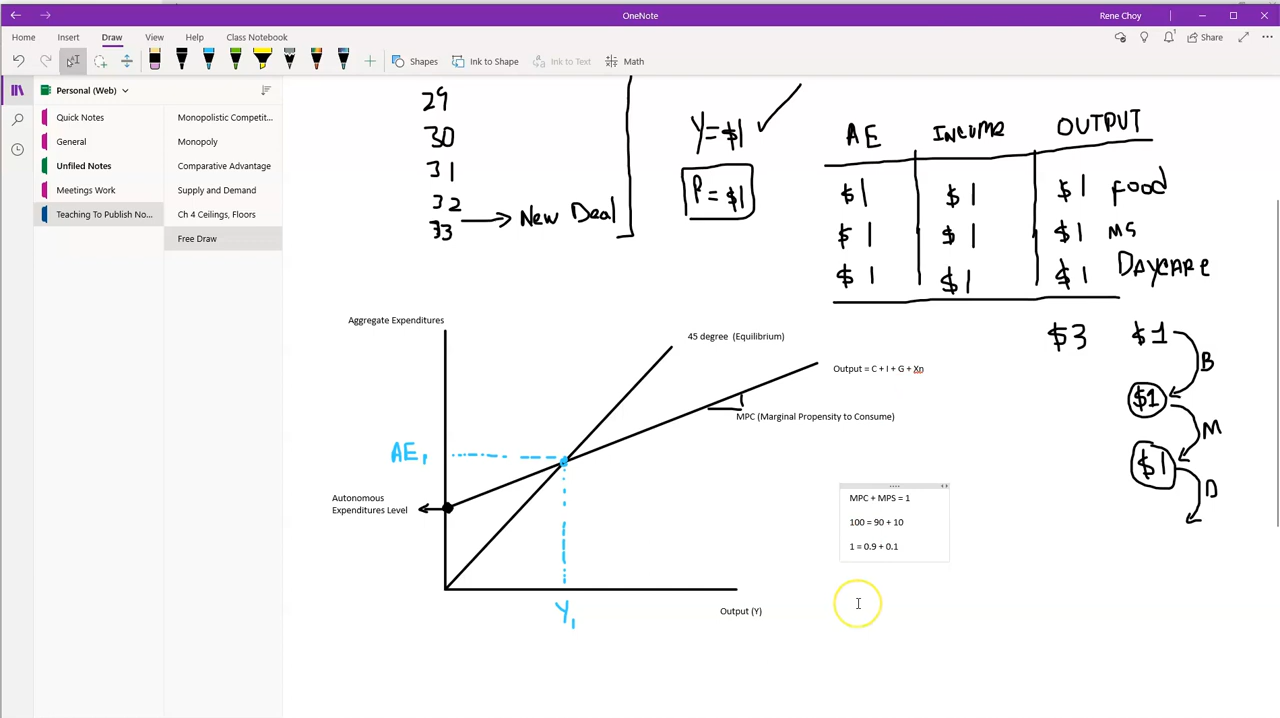 OneNote
Rene Choy
Home Insert Draw View Help Class Notebook
Share
Shapes Ink to Shape Ink to Text Math
Personal (Web)
Quick Notes
General
Unfiled Notes
Meetings Work
Teaching To Publish No...
Monopolistic Competit...
Monopoly
Comparative Advantage
Supply and Demand
Ch 4 Ceilings, Floors
Free Draw
29
30
31
32
33 New Deal
Y = $1
P = $1
AE INCOME OUTPUT
$1 $1 $1 food
$1 $1 $1 MS
$1 $1 $1 DAYCARE
$3 $1
B
$1
M
$1
D
Aggregate Expenditures
45 degree (Equilibrium)
Output = C + I + G + Xn
MPC (Marginal Propensity to Consume)
AE1
Autonomous
Expenditures Level
MPC + MPS = 1
100 = 90 + 10
1 = 0.9 + 0.1
Output (Y)
Y1